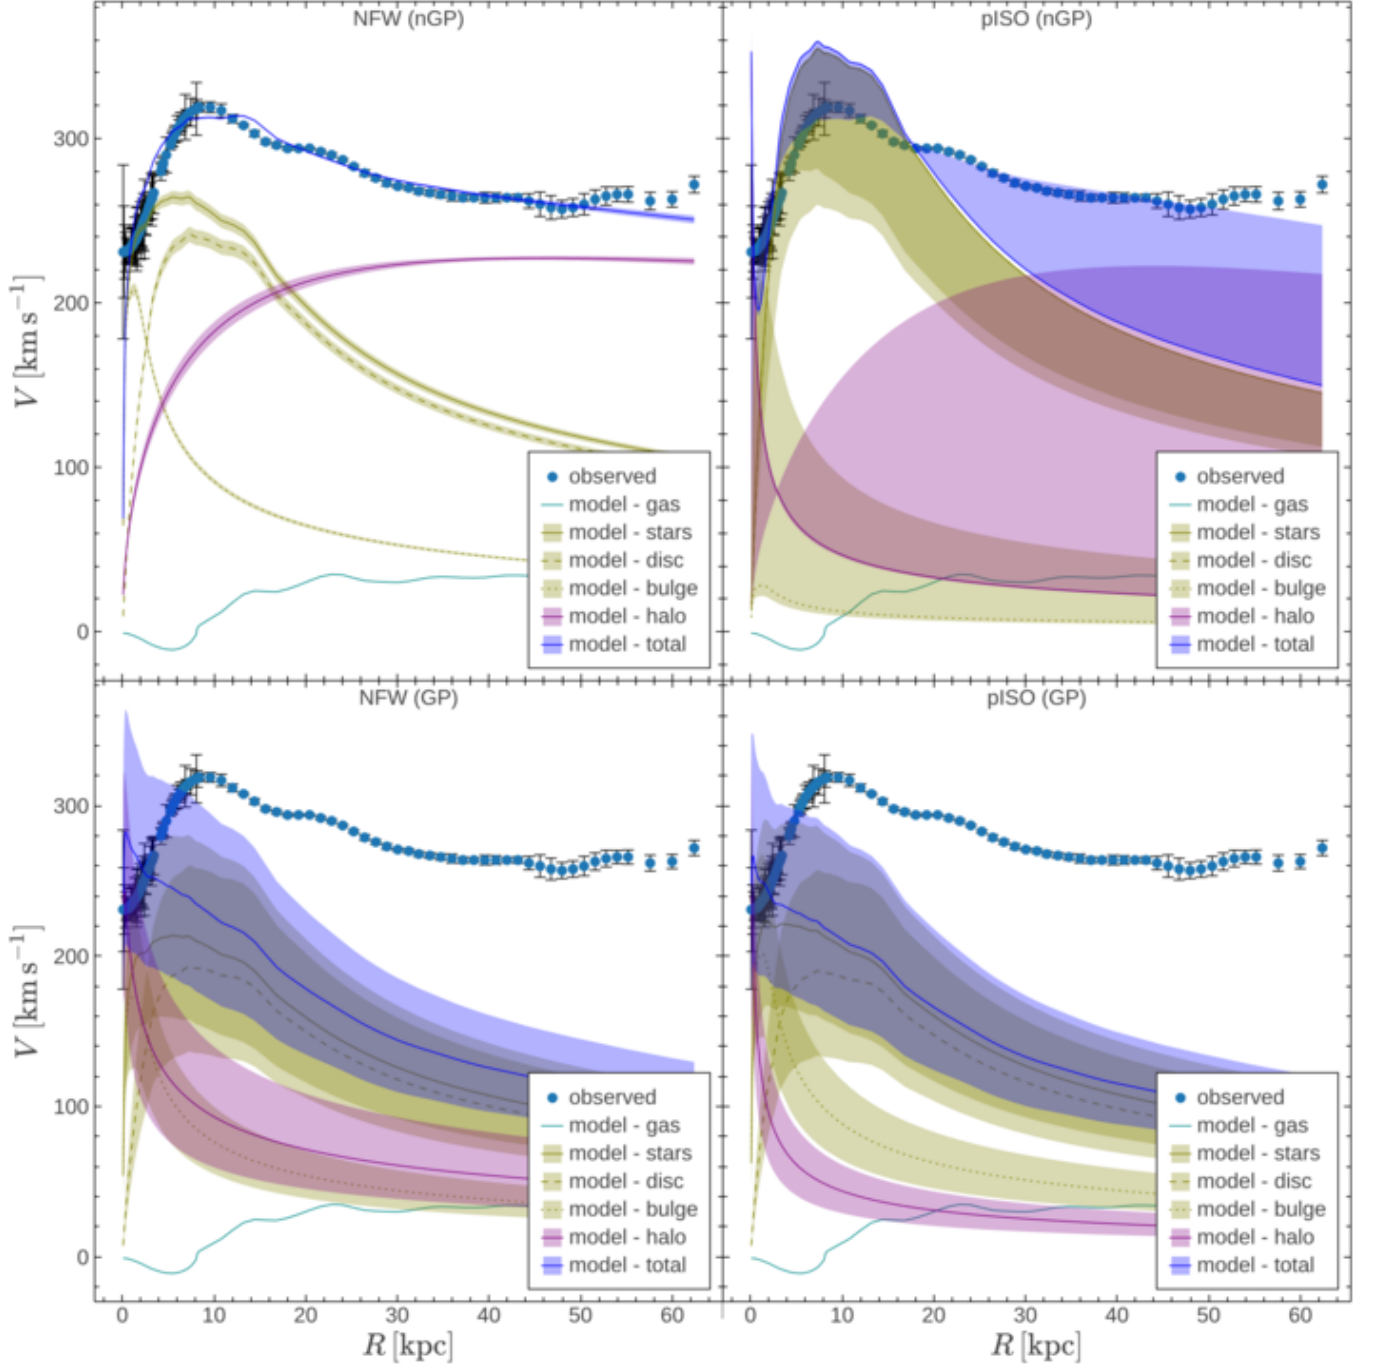 NFW (nGP)
pISO (nGP)
300
200
100
0
V [km s⁻¹]
observed
model - gas
model - stars
model - disc
model - bulge
model - halo
model - total
observed
model - gas
model - stars
model - disc
model - bulge
model - halo
model - total
NFW (GP)
pISO (GP)
300
200
100
0
V [km s⁻¹]
observed
model - gas
model - stars
model - disc
model - bulge
model - halo
model - total
observed
model - gas
model - stars
model - disc
model - bulge
model - halo
model - total
0 10 20 30 40 50 60
0 10 20 30 40 50 60
R [kpc]
R [kpc]